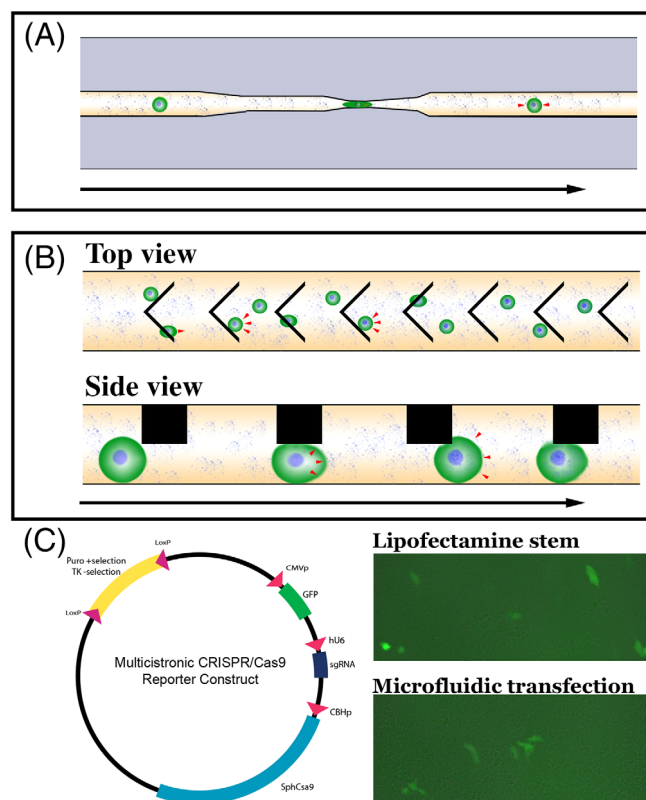 (A)
(B)
Top view
Side view
(C)
LoxP
Puro +selection
TK -selection
LoxP
CMVp
GFP
hU6
sgRNA
CBHp
SphCsa9
Multicistronic CRISPR/Cas9
Reporter Construct
Lipofectamine stem
Microfluidic transfection